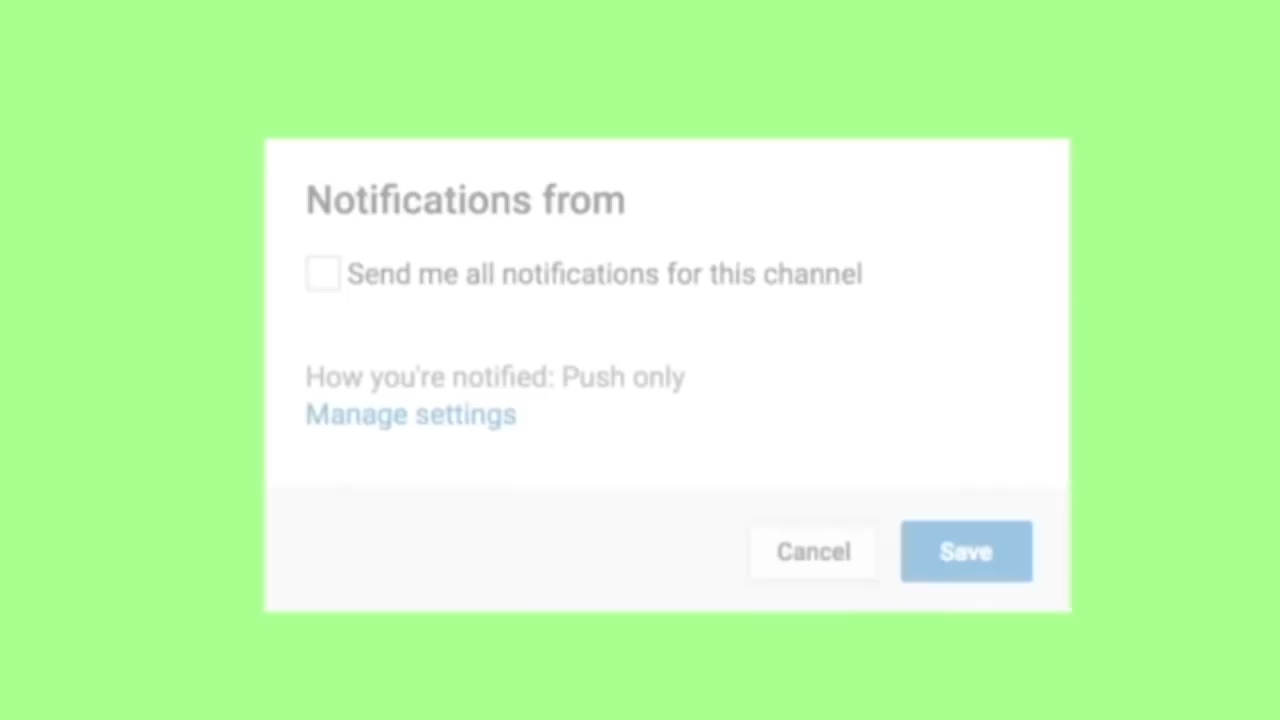 Notifications from
Send me all notifications for this channel
How you're notified: Push only
Manage settings
Cancel
Save